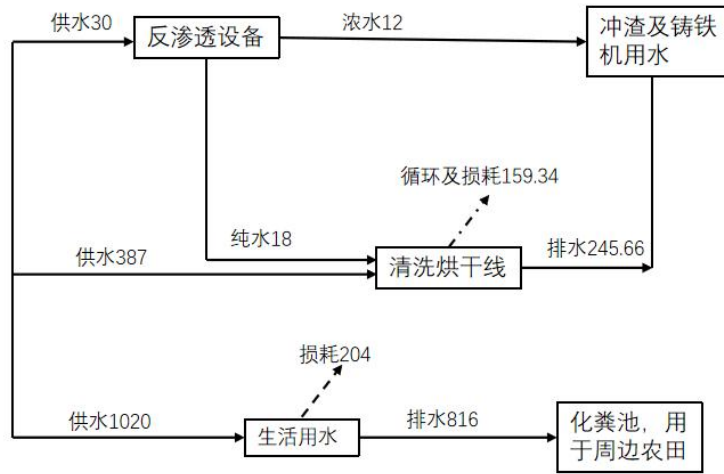 供水30
反渗透设备
浓水12
冲渣及铸铁
机用水
循环及损耗159.34
纯水18
供水387
清洗烘干线
排水245.66
损耗204
供水1020
生活用水
排水816
化粪池，用
于周边农田